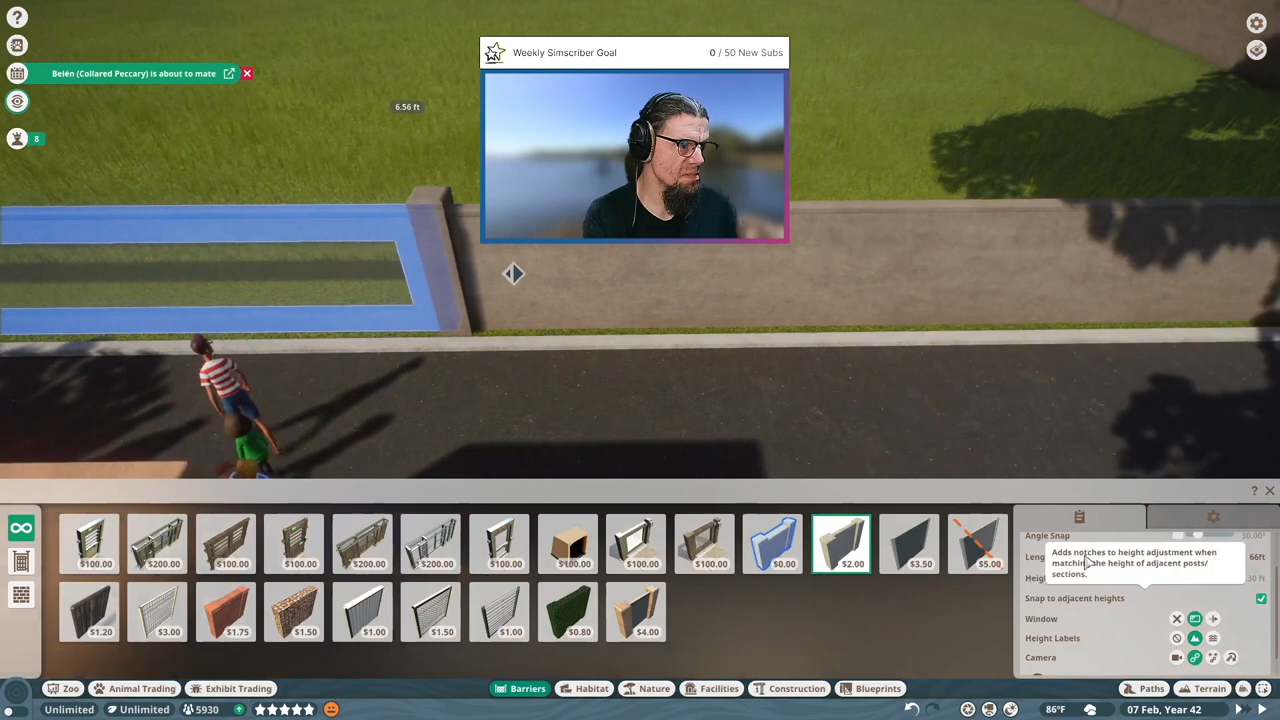 Weekly Simscriber Goal 0 / 50 New Subs
Belén (Collared Peccary) is about to mate
6.56 ft
8
$100.00 $200.00 $100.00 $100.00 $200.00 $200.00 $100.00 $100.00 $100.00 $100.00 $0.00 $2.00 $3.50 $5.00
$1.20 $3.00 $1.75 $1.50 $1.00 $1.50 $1.00 $0.80 $4.00
Angle Snap 30.00°
Adds notches to height adjustment when
matching the height of adjacent posts/
sections.
66ft
Snap to adjacent heights
Window
Height Labels
Camera
Zoo Animal Trading Exhibit Trading Barriers Habitat Nature Facilities Construction Blueprints Paths Terrain
Unlimited Unlimited 5930 86°F 07 Feb, Year 42